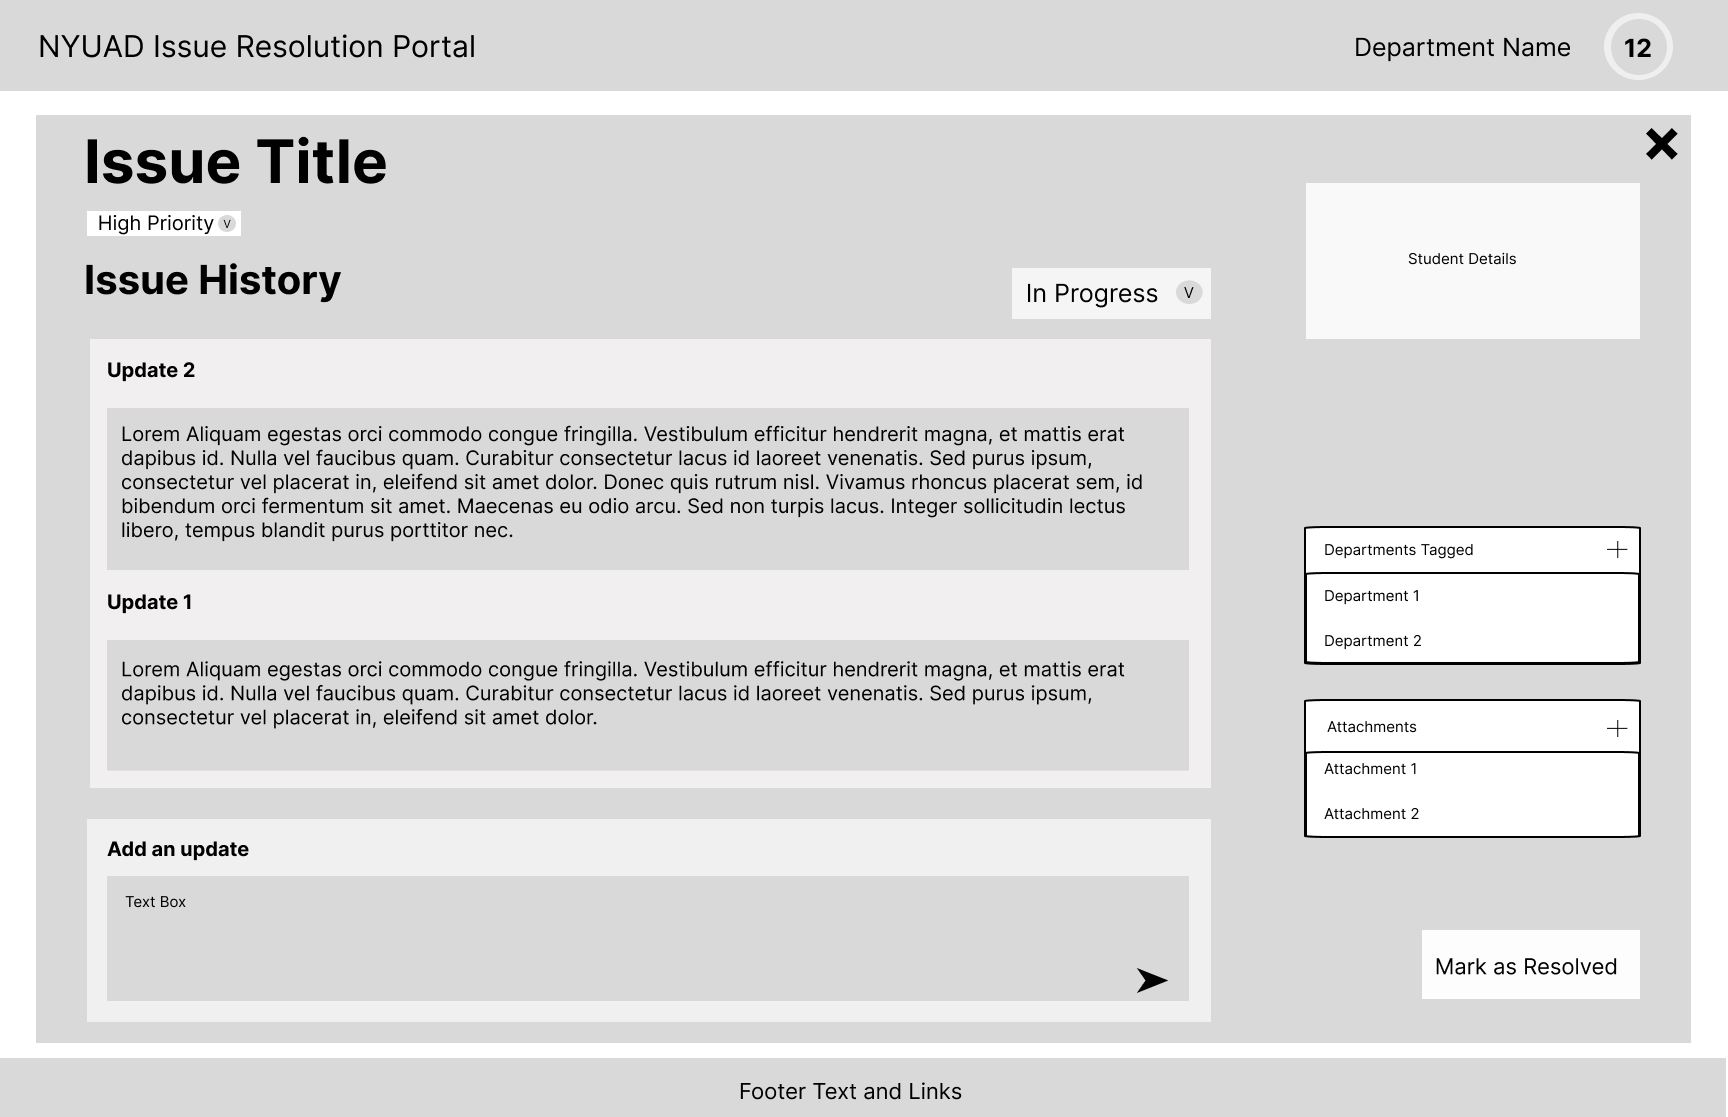 NYUAD Issue Resolution Portal
Department Name
12
Issue Title
High Priority V
Issue History
In Progress V
Student Details
Update 2
Lorem Aliquam egestas orci commodo congue fringilla. Vestibulum efficitur hendrerit magna, et mattis erat
dapibus id. Nulla vel faucibus quam. Curabitur consectetur lacus id laoreet venenatis. Sed purus ipsum,
consectetur vel placerat in, eleifend sit amet dolor. Donec quis rutrum nisl. Vivamus rhoncus placerat sem, id
bibendum orci fermentum sit amet. Maecenas eu odio arcu. Sed non turpis lacus. Integer sollicitudin lectus
libero, tempus blandit purus porttitor nec.
Update 1
Lorem Aliquam egestas orci commodo congue fringilla. Vestibulum efficitur hendrerit magna, et mattis erat
dapibus id. Nulla vel faucibus quam. Curabitur consectetur lacus id laoreet venenatis. Sed purus ipsum,
consectetur vel placerat in, eleifend sit amet dolor.
Departments Tagged
Department 1
Department 2
Attachments
Attachment 1
Attachment 2
Add an update
Text Box
Mark as Resolved
Footer Text and Links